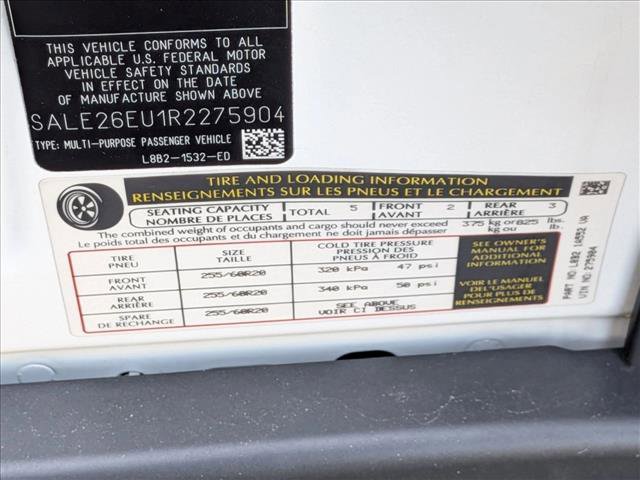 THIS VEHICLE CONFORMS TO ALL
APPLICABLE U.S. FEDERAL MOTOR
VEHICLE SAFETY STANDARDS
IN EFFECT ON THE DATE
OF MANUFACTURE SHOWN ABOVE
SALE26EU1R2275904
TYPE: MULTI-PURPOSE PASSENGER VEHICLE
L8B2-1532-ED
TIRE AND LOADING INFORMATION
RENSEIGNEMENTS SUR LES PNEUS ET LE CHARGEMENT
SEATING CAPACITY TOTAL 5 FRONT 2 REAR 3
NOMBRE DE PLACES AVANT ARRIÈRE
The combined weight of occupants and cargo should never exceed 375 kg or 825 lbs.
Le poids total des occupants et du chargement ne doit jamais dépasser kg ou lb.
TIRE SIZE COLD TIRE PRESSURE
PNEU TAILLE PRESSION DES PNEUS À FROID
FRONT 255/60R20 320 kPa 47 psi
AVANT
REAR 255/60R20 340 kPa 50 psi
ARRIÈRE
SPARE 255/60R20 SEE ABOVE
DE RECHANGE VOIR CI DESSUS
SEE OWNER'S
MANUAL FOR
ADDITIONAL
INFORMATION
VOIR LE MANUEL
DE L'USAGER
POUR PLUS DE
RENSEIGNEMENTS
PART NO. L8B2 14532 VA
VIN NO. 275904